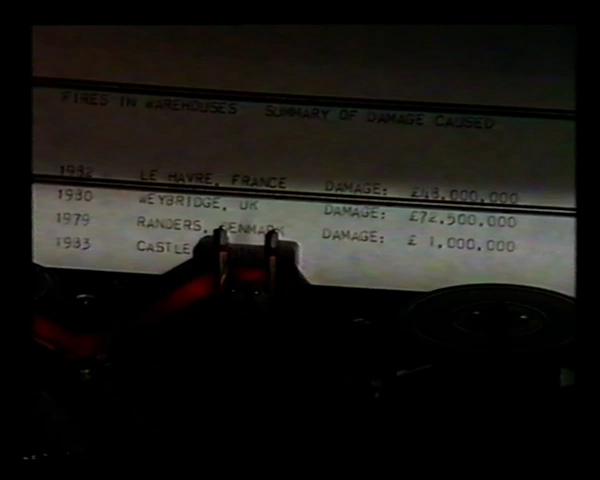 FIRES IN WAREHOUSES SUMMARY OF DAMAGE CAUSED
1982 LE HAVRE, FRANCE DAMAGE: £48,000,000
1980 WEYBRIDGE, UK DAMAGE: £72,500,000
1979 RANDERS, DENMARK DAMAGE: £ 1,000,000
1983 CASTLE